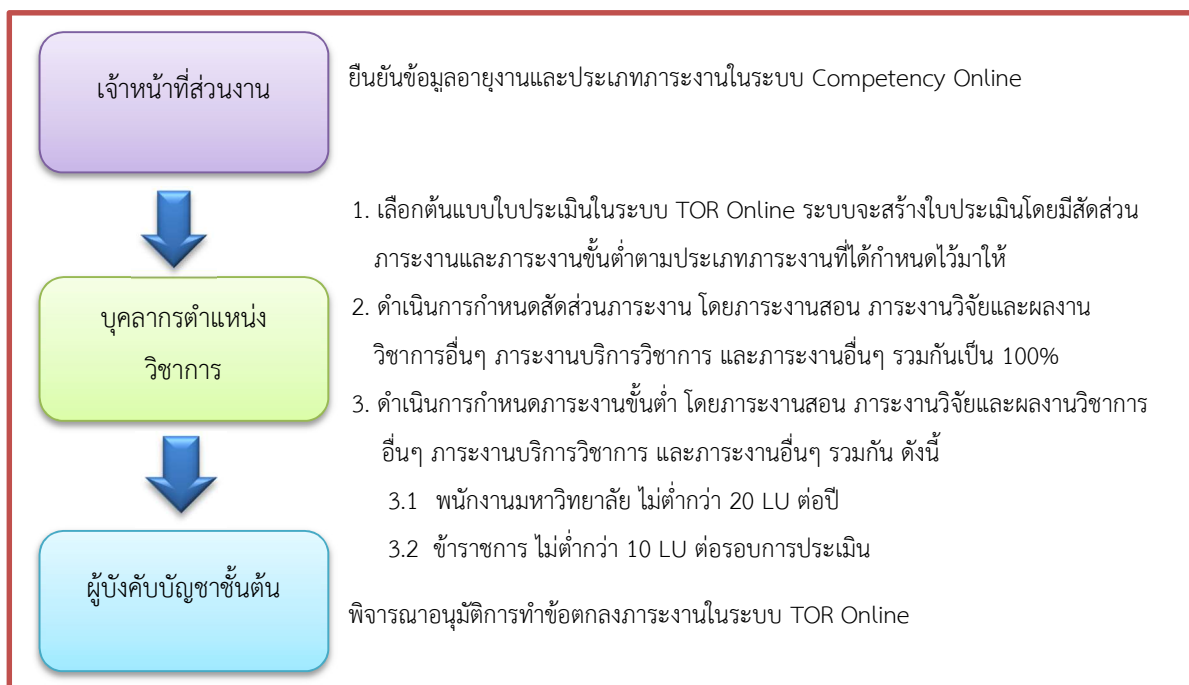 เจ้าหน้าที่ส่วนงาน
ยืนยันข้อมูลอายุงานและประเภทภาระงานในระบบ Competency Online
1. เลือกต้นแบบใบประเมินในระบบ TOR Online ระบบจะสร้างใบประเมินโดยมีสัดส่วน
ภาระงานและภาระงานขั้นต่ำตามประเภทภาระงานที่ได้กำหนดไว้มาให้
บุคลากรตำแหน่ง
วิชาการ
2. ดำเนินการกำหนดสัดส่วนภาระงาน โดยภาระงานสอน ภาระงานวิจัยและผลงาน
วิชาการอื่นๆ ภาระงานบริการวิชาการ และภาระงานอื่นๆ รวมกันเป็น 100%
3. ดำเนินการกำหนดภาระงานขั้นต่ำ โดยภาระงานสอน ภาระงานวิจัยและผลงานวิชาการ
อื่นๆ ภาระงานบริการวิชาการ และภาระงานอื่นๆ รวมกัน ดังนี้
3.1 พนักงานมหาวิทยาลัย ไม่ต่ำกว่า 20 LU ต่อปี
3.2 ข้าราชการ ไม่ต่ำกว่า 10 LU ต่อรอบการประเมิน
ผู้บังคับบัญชาชั้นต้น
พิจารณาอนุมัติการทำข้อตกลงภาระงานในระบบ TOR Online